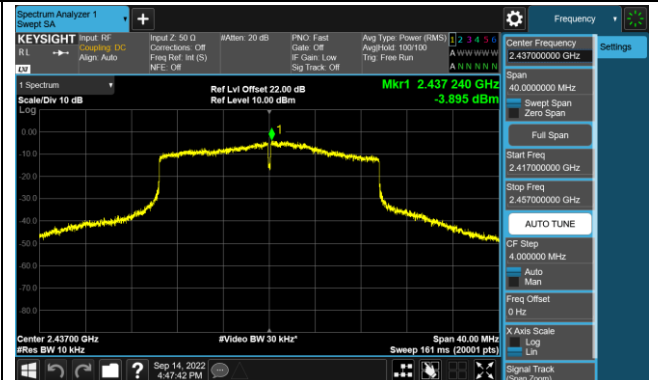 Spectrum Analyzer 1
Swept SA
Frequency
KEYSIGHT
RL
LXI
Input: RF
Coupling: DC
Align: Auto
Input Z: 50 Ω
Corrections: Off
Freq Ref: Int (S)
NFE: Off
#Atten: 20 dB
PNO: Fast
Gate: Off
IF Gain: Low
Sig Track: Off
Avg Type: Power (RMS)
Avg|Hold: 100/100
Trig: Free Run
1 2 3 4 5 6
A W W W W W
A N N N N N
1 Spectrum
Scale/Div 10 dB
Log
Ref Lvl Offset 22.00 dB
Ref Level 10.00 dBm
Mkr1 2.437 240 GHz
-3.895 dBm
1
0.00
-10.0
-20.0
-30.0
-40.0
-50.0
-60.0
-70.0
-80.0
Center 2.43700 GHz
#Res BW 10 kHz
#Video BW 30 kHz*
Span 40.00 MHz
Sweep 161 ms (20001 pts)
Center Frequency
2.437000000 GHz
Settings
Span
40.0000000 MHz
Swept Span
Zero Span
Full Span
Start Freq
2.417000000 GHz
Stop Freq
2.457000000 GHz
AUTO TUNE
CF Step
4.000000 MHz
Auto
Man
Freq Offset
0 Hz
X Axis Scale
Log
Lin
Signal Track
(Span Zoom)
Sep 14, 2022
4:47:42 PM